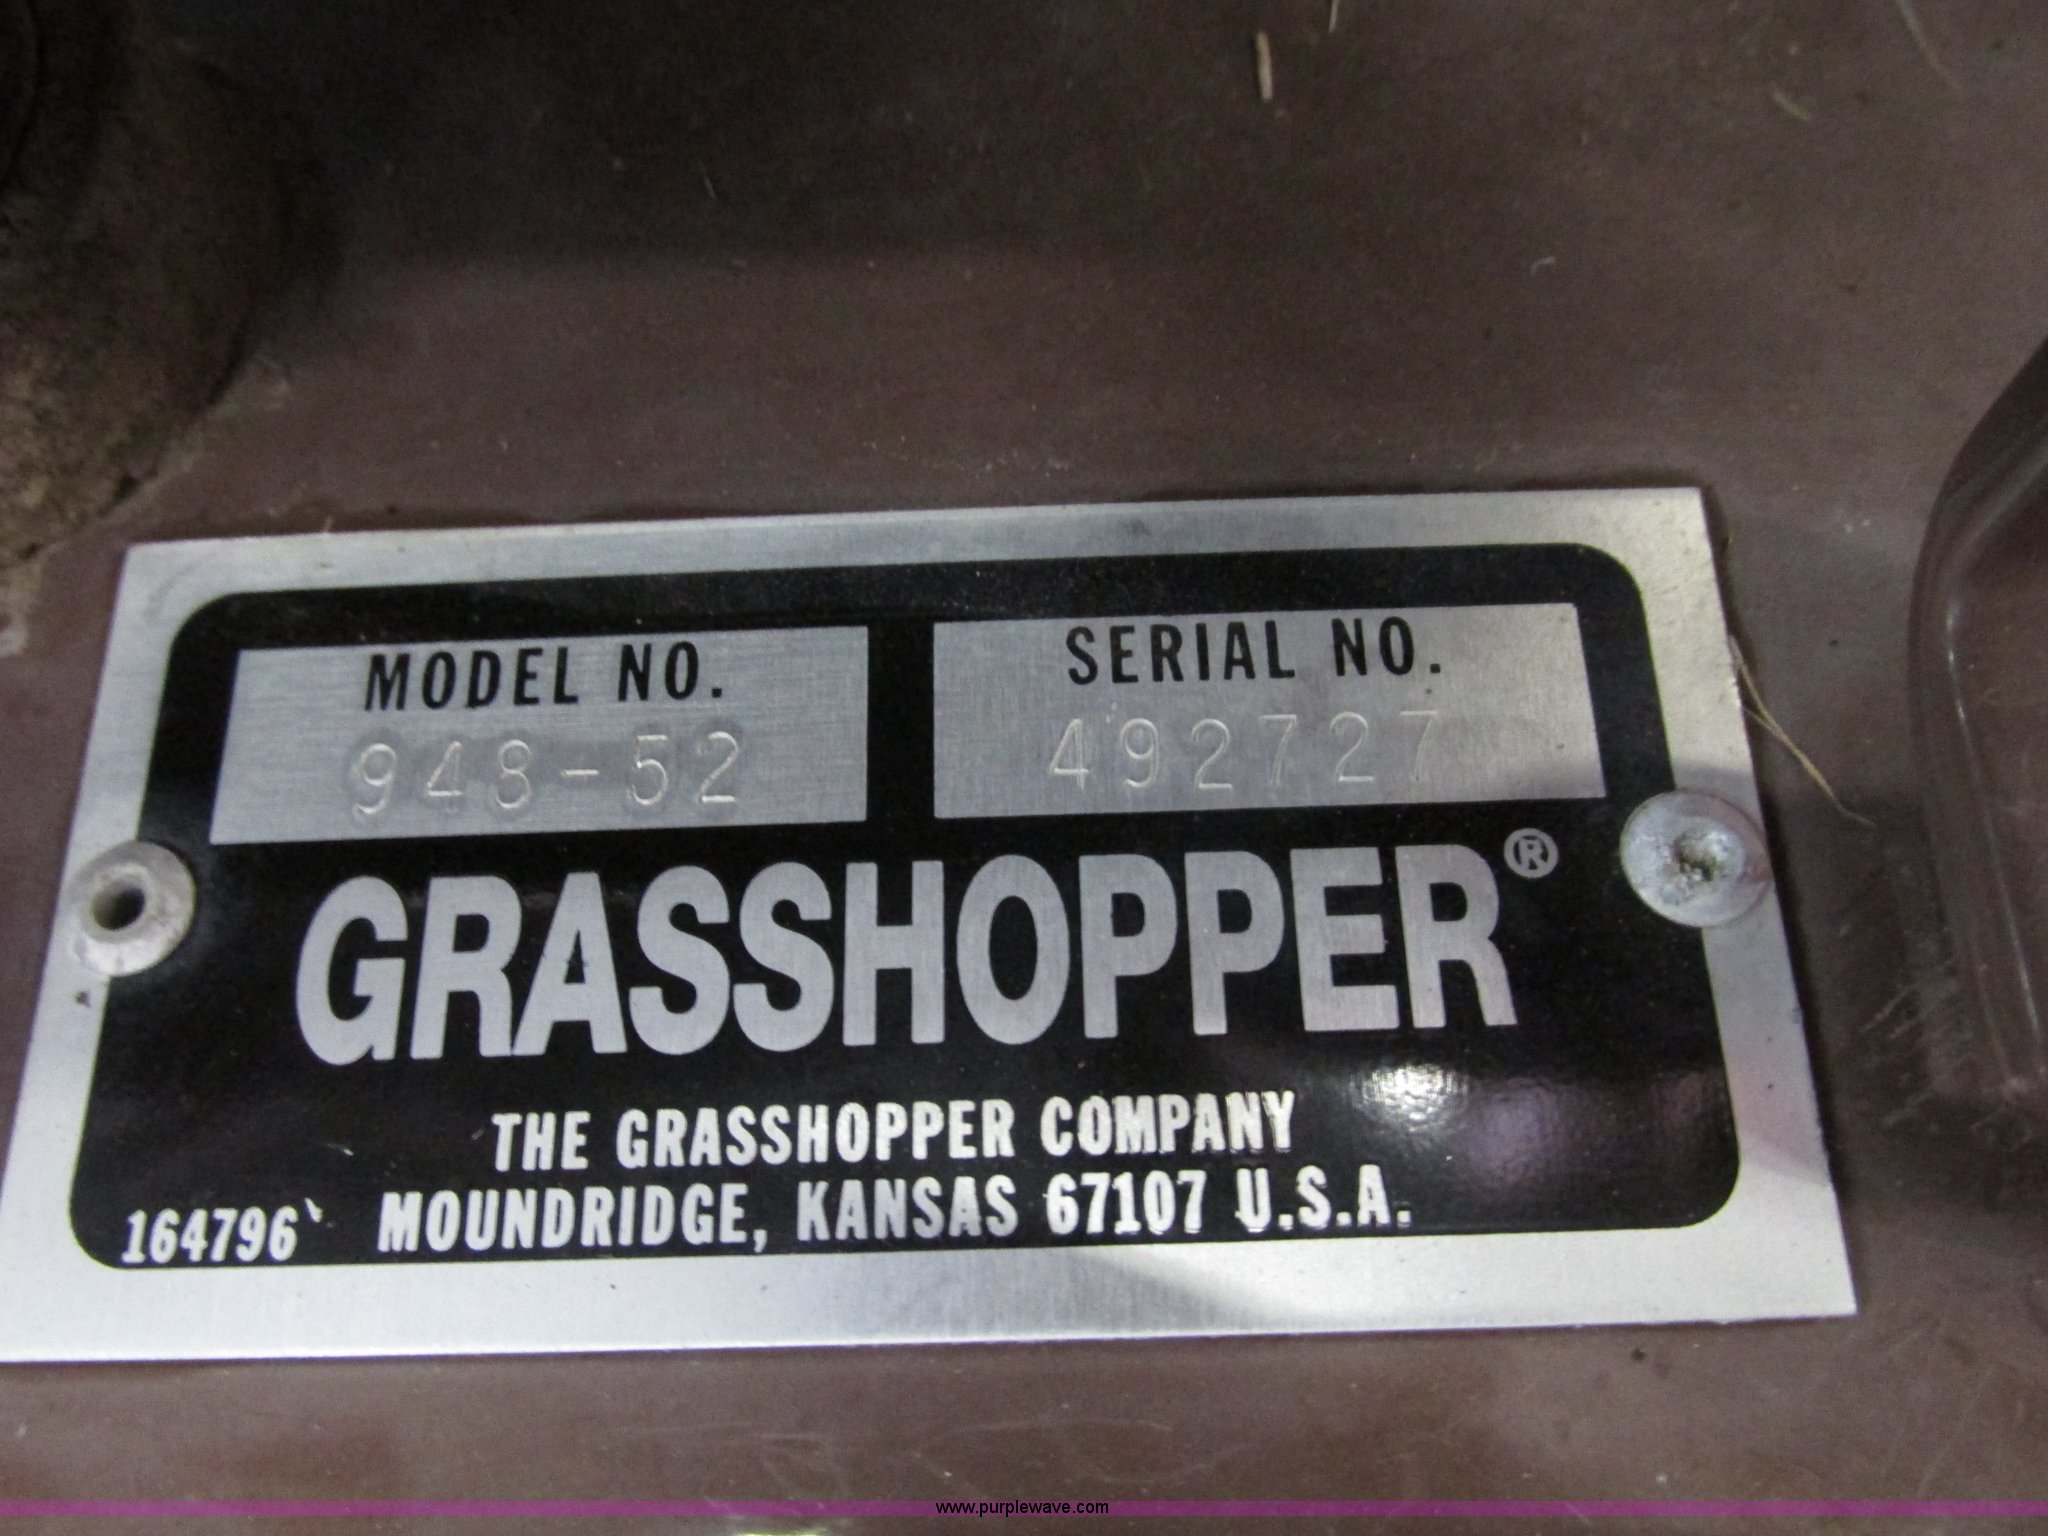 MODEL NO. SERIAL NO.
948-52 492727
GRASSHOPPER®
THE GRASSHOPPER COMPANY
164796 MOUNDRIDGE, KANSAS 67107 U.S.A.
www.purplewave.com